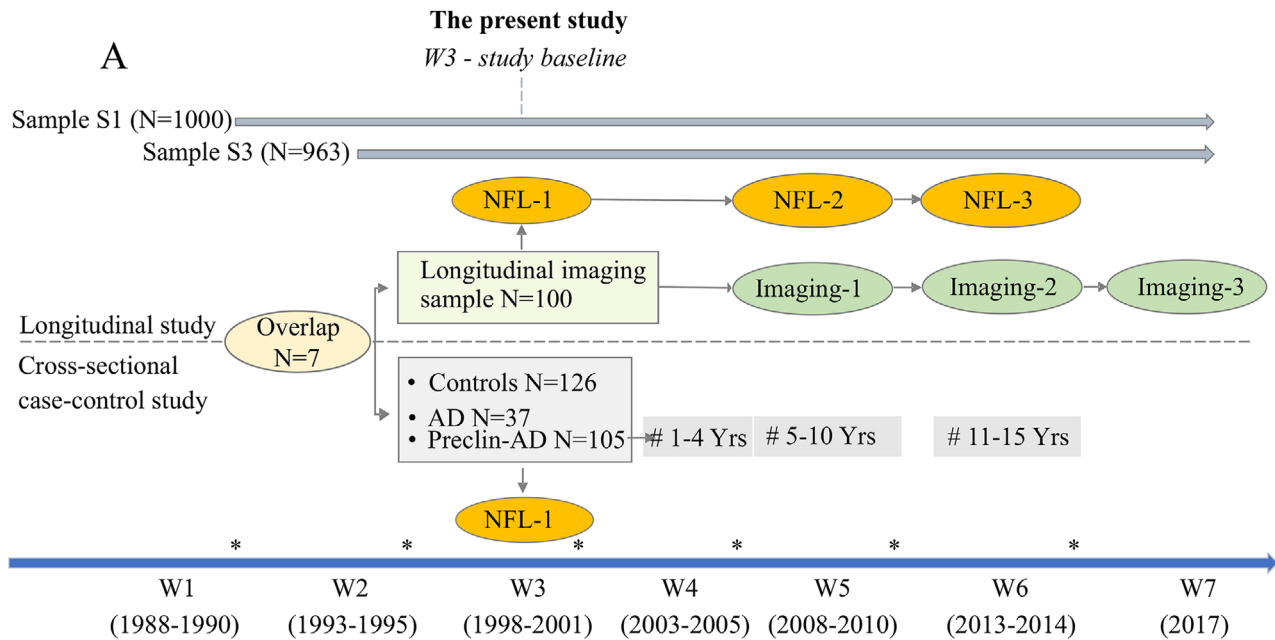 The present study
A
W3 - study baseline
Sample S1 (N=1000)
Sample S3 (N=963)
NFL-1
NFL-2
NFL-3
Longitudinal imaging
sample N=100
Imaging-1
Imaging-2
Imaging-3
Longitudinal study
Overlap
N=7
Cross-sectional
case-control study
• Controls N=126
• AD N=37
• Preclin-AD N=105
# 1-4 Yrs
# 5-10 Yrs
# 11-15 Yrs
NFL-1
* * * * * *
W1 W2 W3 W4 W5 W6 W7
(1988-1990) (1993-1995) (1998-2001) (2003-2005) (2008-2010) (2013-2014) (2017)